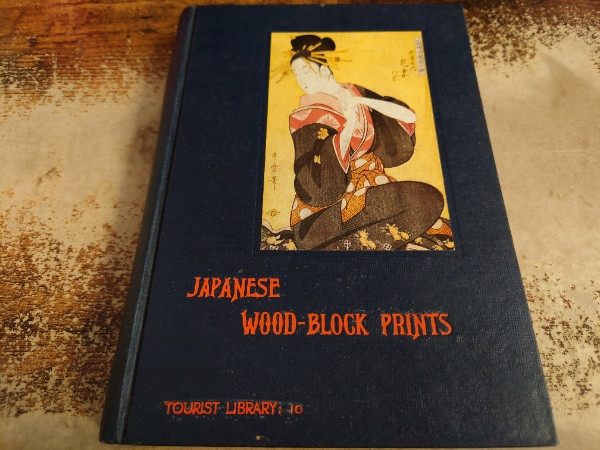 JAPANESE
WOOD-BLOCK PRINTS
TOURIST LIBRARY: 10